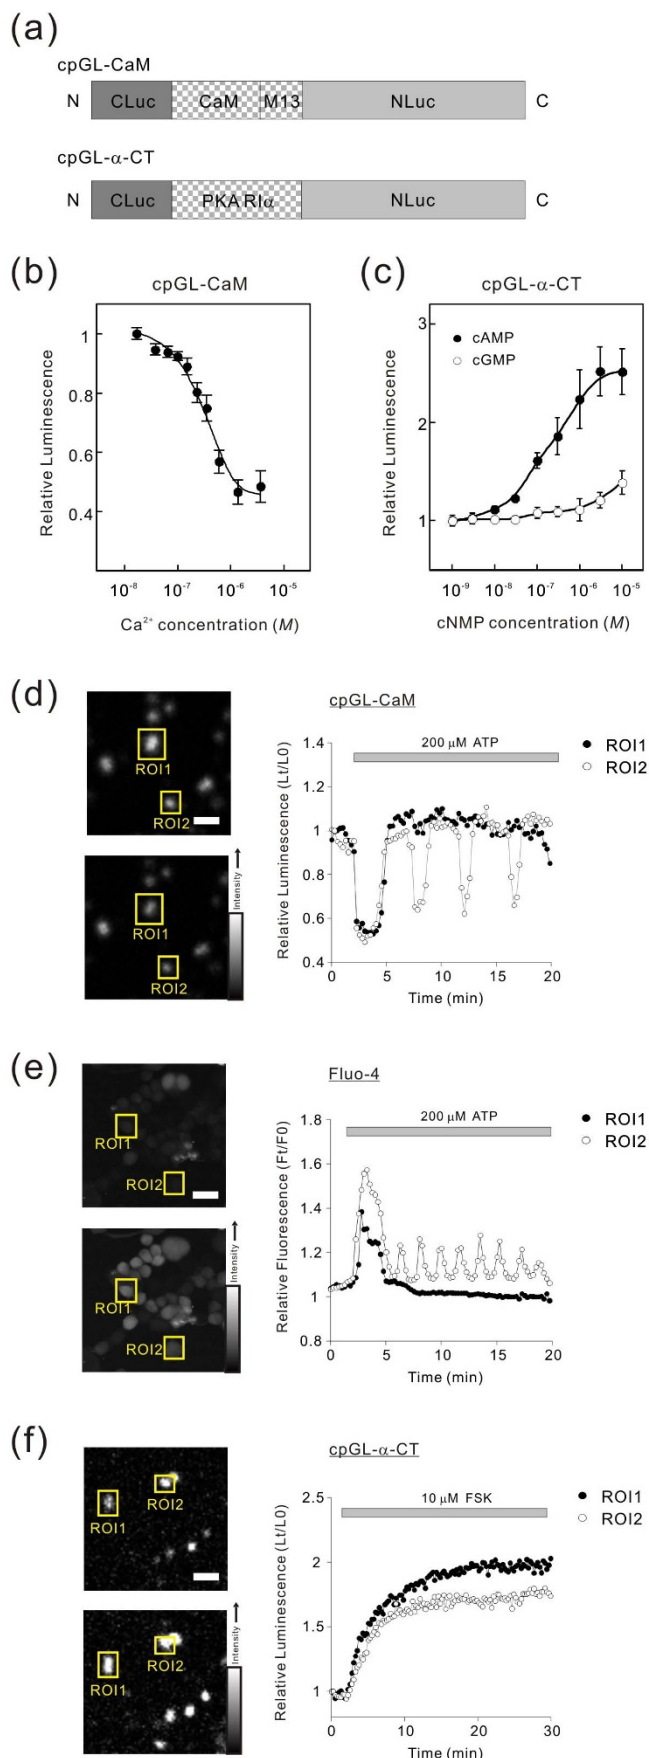 (a)
cpGL-CaM
N CLuc CaM M13 NLuc C
cpGL-α-CT
N CLuc PKA RIα NLuc C
(b) (c)
cpGL-CaM cpGL-α-CT
Relative Luminescence
1
0.8
0.6
0.4
10⁻⁸ 10⁻⁷ 10⁻⁶ 10⁻⁵
Ca²⁺ concentration (M)
Relative Luminescence
3
2
1
cAMP
cGMP
10⁻⁹ 10⁻⁸ 10⁻⁷ 10⁻⁶ 10⁻⁵
cNMP concentration (M)
(d)
ROI1
ROI2
ROI1
ROI2
Intensity
cpGL-CaM
200 μM ATP
ROI1
ROI2
Relative Luminescence (Lt/L0)
1.4
1.2
1
0.8
0.6
0.4
0 5 10 15 20
Time (min)
(e)
ROI1
ROI2
ROI1
ROI2
Intensity
Fluo-4
200 μM ATP
ROI1
ROI2
Relative Fluorescence (Ft/F0)
1.8
1.6
1.4
1.2
1
0.8
0 5 10 15 20
Time (min)
(f)
ROI1
ROI2
ROI1
ROI2
Intensity
cpGL-α-CT
10 μM FSK
ROI1
ROI2
Relative Luminescence (Lt/L0)
2.5
2
1.5
1
0 10 20 30
Time (min)